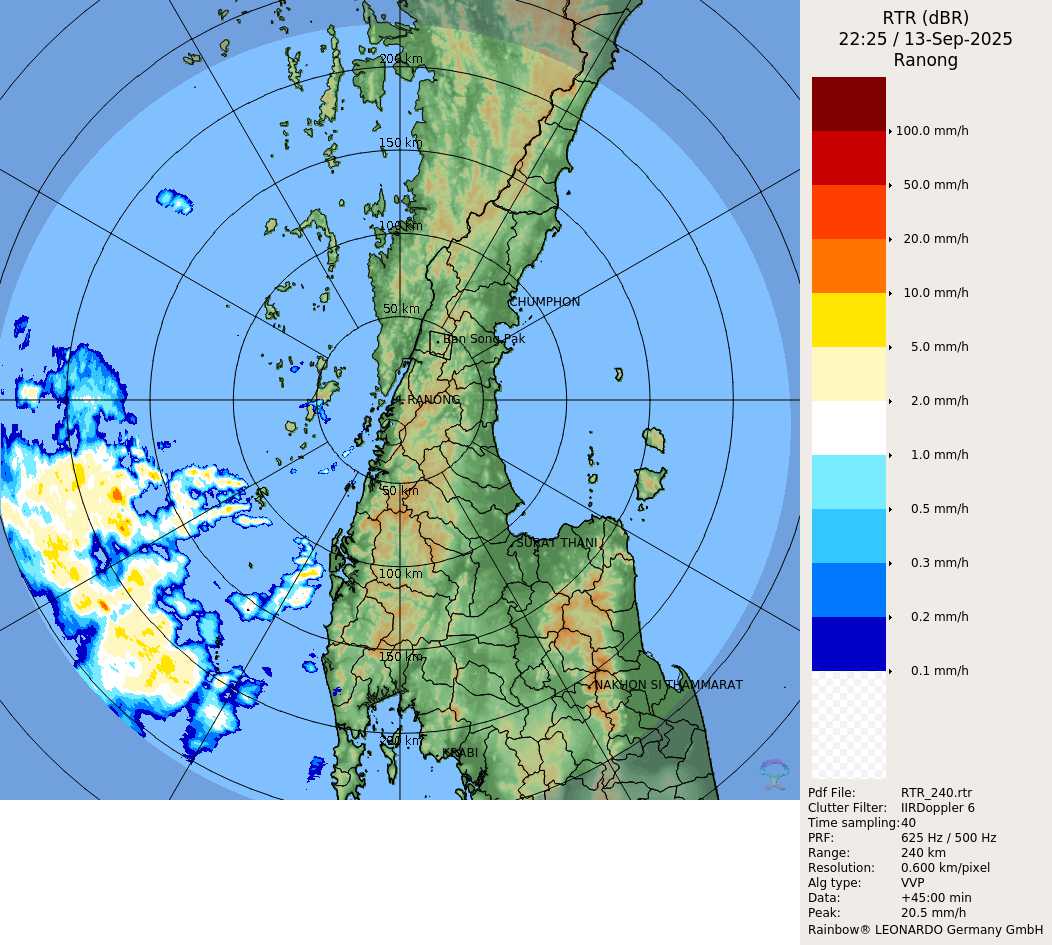 RTR (dBR)
22:25 / 13-Sep-2025
Ranong
200 km
150 km
100 km
50 km
CHUMPHON
Ban Song Pak
RANONG
50 km
SURAT THANI
100 km
150 km
NAKHON SI THAMMARAT
200 km
KRABI
100.0 mm/h
50.0 mm/h
20.0 mm/h
10.0 mm/h
5.0 mm/h
2.0 mm/h
1.0 mm/h
0.5 mm/h
0.3 mm/h
0.2 mm/h
0.1 mm/h
Pdf File: RTR_240.rtr
Clutter Filter: IIRDoppler 6
Time sampling:40
PRF: 625 Hz / 500 Hz
Range: 240 km
Resolution: 0.600 km/pixel
Alg type: VVP
Data: +45:00 min
Peak: 20.5 mm/h
Rainbow® LEONARDO Germany GmbH